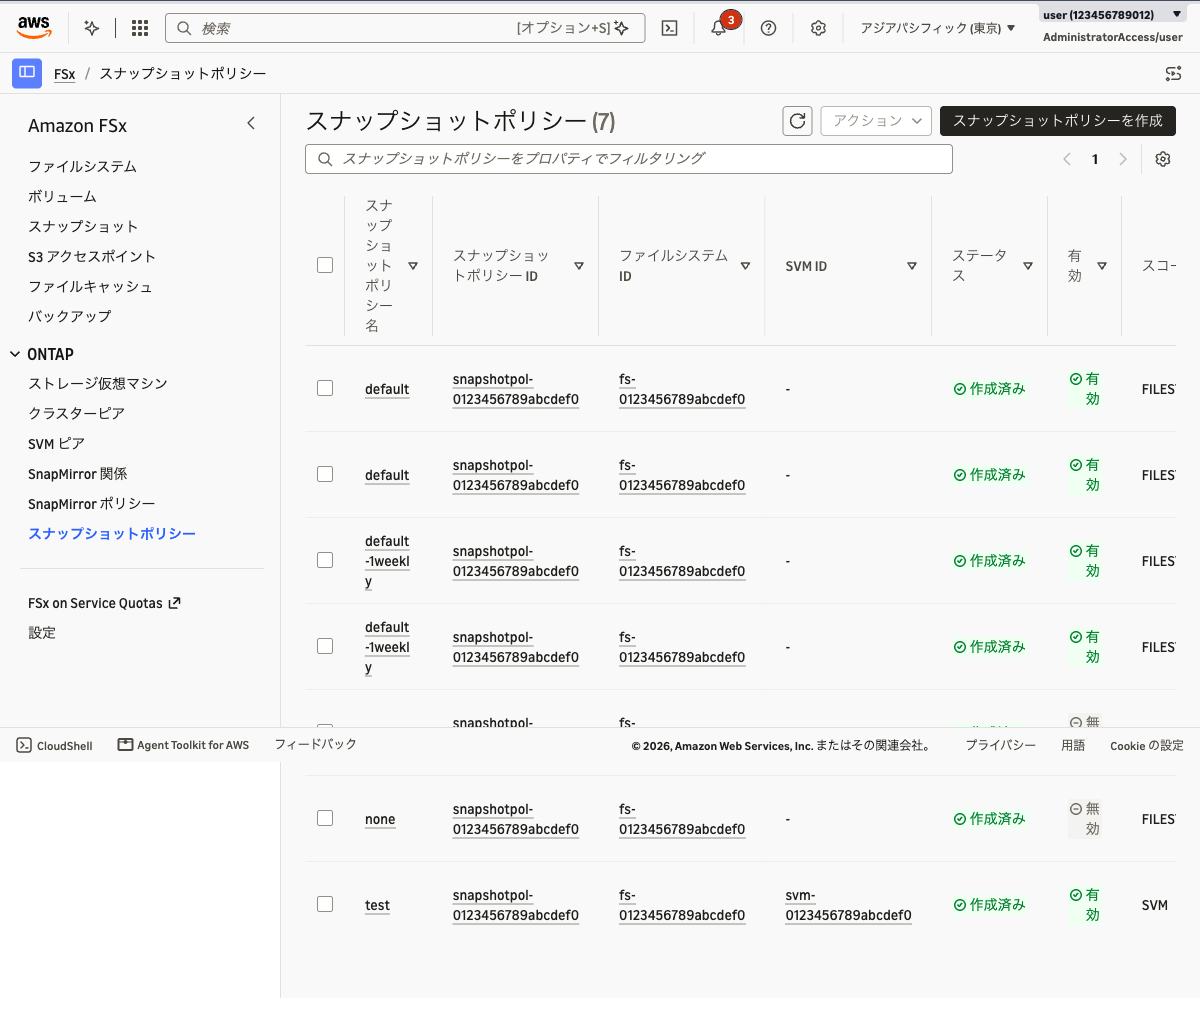 aws
検索
[オプション+S]
3
アジアパシフィック (東京) ▼
user (123456789012) ▼
AdministratorAccess/user
FSx / スナップショットポリシー
Amazon FSx
ファイルシステム
ボリューム
スナップショット
S3 アクセスポイント
ファイルキャッシュ
バックアップ
ONTAP
ストレージ仮想マシン
クラスターピア
SVM ピア
SnapMirror 関係
SnapMirror ポリシー
スナップショットポリシー
FSx on Service Quotas
設定
スナップショットポリシー (7)
アクション
スナップショットポリシーを作成
スナップショットポリシーをプロパティでフィルタリング
1
スナ
ップ
ショ
ット
ポリ
シー
名
スナップショッ
トポリシー ID
ファイルシステム
ID
SVM ID
ステータ
ス
有
効
スコー
default
snapshotpol-
0123456789abcdef0
fs-
0123456789abcdef0
-
作成済み
有
効
FILES
default
snapshotpol-
0123456789abcdef0
fs-
0123456789abcdef0
-
作成済み
有
効
FILES
default
-1weekl
y
snapshotpol-
0123456789abcdef0
fs-
0123456789abcdef0
-
作成済み
有
効
FILES
default
-1weekl
y
snapshotpol-
0123456789abcdef0
fs-
0123456789abcdef0
-
作成済み
有
効
FILES
snapshotpol-
fs-
無
CloudShell
Agent Toolkit for AWS
フィードバック
© 2026, Amazon Web Services, Inc. またはその関連会社。
プライバシー
用語
Cookie の設定
none
snapshotpol-
0123456789abcdef0
fs-
0123456789abcdef0
-
作成済み
無
効
FILES
test
snapshotpol-
0123456789abcdef0
fs-
0123456789abcdef0
svm-
0123456789abcdef0
作成済み
有
効
SVM